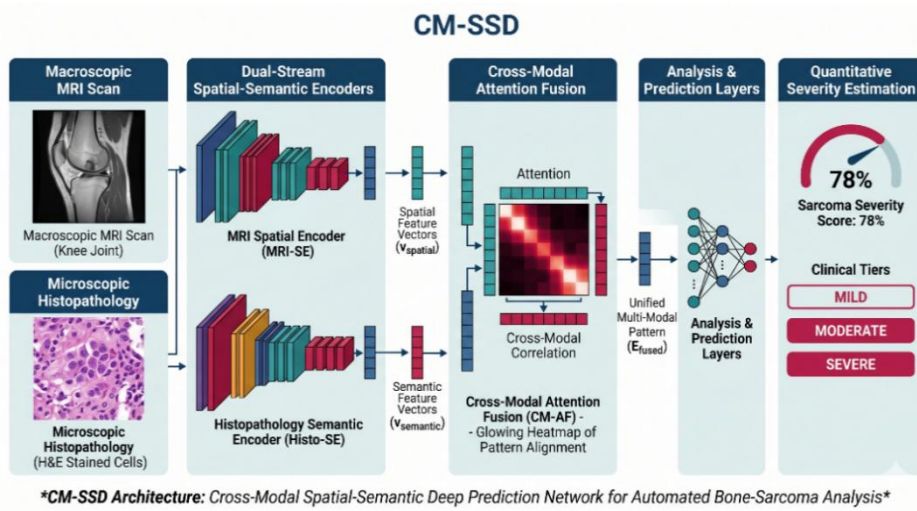 CM-SSD
Macroscopic
MRI Scan
Macroscopic MRI Scan
(Knee Joint)
Microscopic
Histopathology
Microscopic
Histopathology
(H&E Stained Cells)
Dual-Stream
Spatial-Semantic Encoders
MRI Spatial Encoder
(MRI-SE)
Spatial
Feature
Vectors
(v_spatial)
Histopathology Semantic
Encoder (Histo-SE)
Semantic
Feature
Vectors
(v_semantic)
Cross-Modal
Attention Fusion
Attention
Cross-Modal
Correlation
Cross-Modal Attention
Fusion (CM-AF) -
- Glowing Heatmap of
Pattern Alignment
Analysis &
Prediction Layers
Unified
Multi-Modal
Pattern
(E_fused)
Analysis &
Prediction
Layers
Quantitative
Severity Estimation
78%
Sarcoma Severity
Score: 78%
Clinical Tiers
MILD
MODERATE
SEVERE
*CM-SSD Architecture: Cross-Modal Spatial-Semantic Deep Prediction Network for Automated Bone-Sarcoma Analysis*